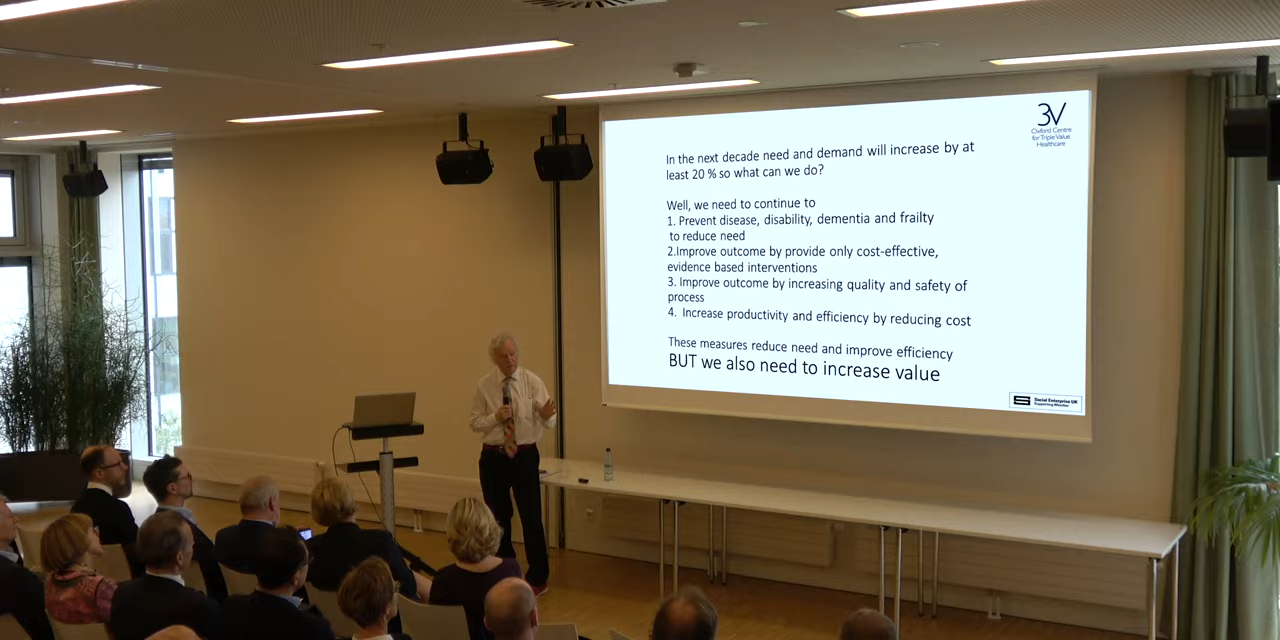 3V
Oxford Centre
for Triple Value
Healthcare
In the next decade need and demand will increase by at
least 20 % so what can we do?
Well, we need to continue to
1. Prevent disease, disability, dementia and frailty
to reduce need
2.Improve outcome by provide only cost-effective,
evidence based interventions
3. Improve outcome by increasing quality and safety of
process
4. Increase productivity and efficiency by reducing cost
These measures reduce need and improve efficiency
BUT we also need to increase value
Social Enterprise UK
Supporting Member